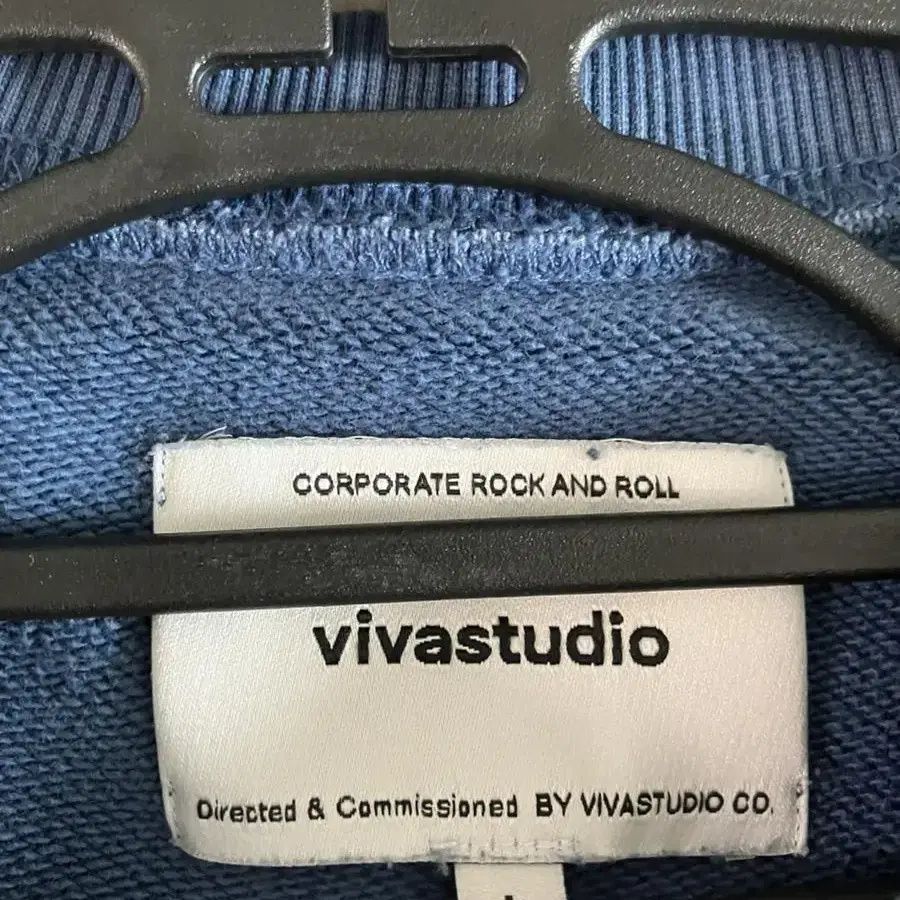 CORPORATE ROCK AND ROLL
vivastudio
Directed & Commissioned BY VIVASTUDIO CO.